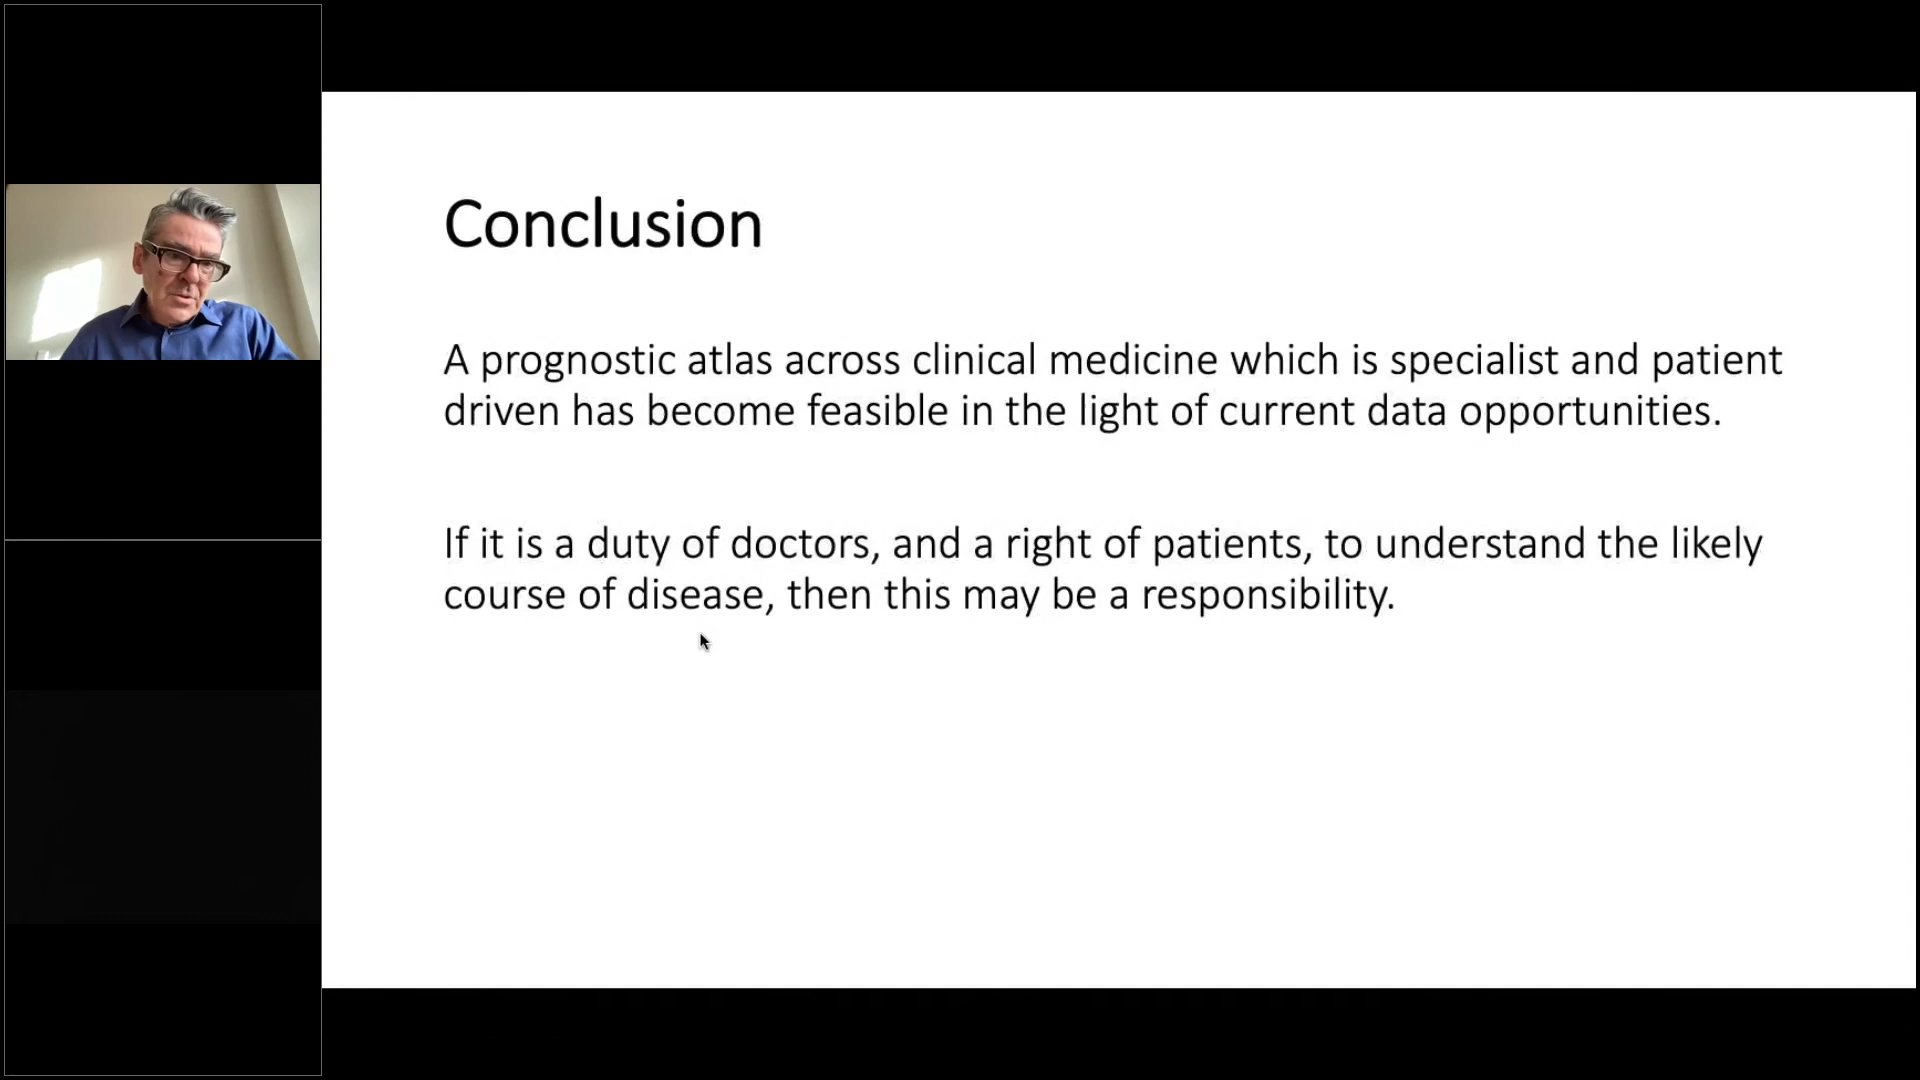 Conclusion
A prognostic atlas across clinical medicine which is specialist and patient
driven has become feasible in the light of current data opportunities.
If it is a duty of doctors, and a right of patients, to understand the likely
course of disease, then this may be a responsibility.